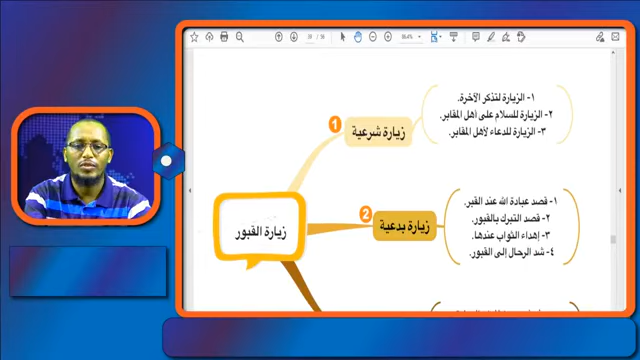 زيارة القبور
1
زيارة شرعية
١- الزيارة لتذكر الآخرة.
٢- الزيارة للسلام على أهل المقابر.
٣- الزيارة للدعاء لأهل المقابر.
2
زيارة بدعية
١- قصد عبادة الله عند القبر.
٢- قصد التبرك بالقبور.
٣- إهداء الثواب عندها.
٤- شد الرحال إلى القبور.